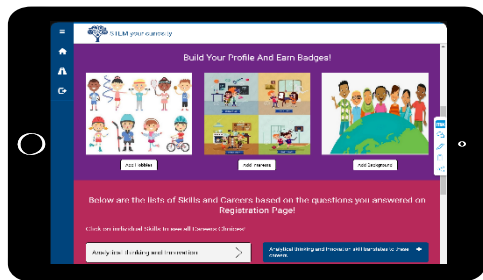 STEM your curiosity
Build Your Profile And Earn Badges!
Add Hobbies
Add Interests
Add Background
Below are the lists of Skills and Careers based on the questions you answered on
Registration Page!
Click on individual Skills to see all Careers Choices!
Analytical thinking and Innovation
Analytical thinking and Innovation skill translates to these
careers